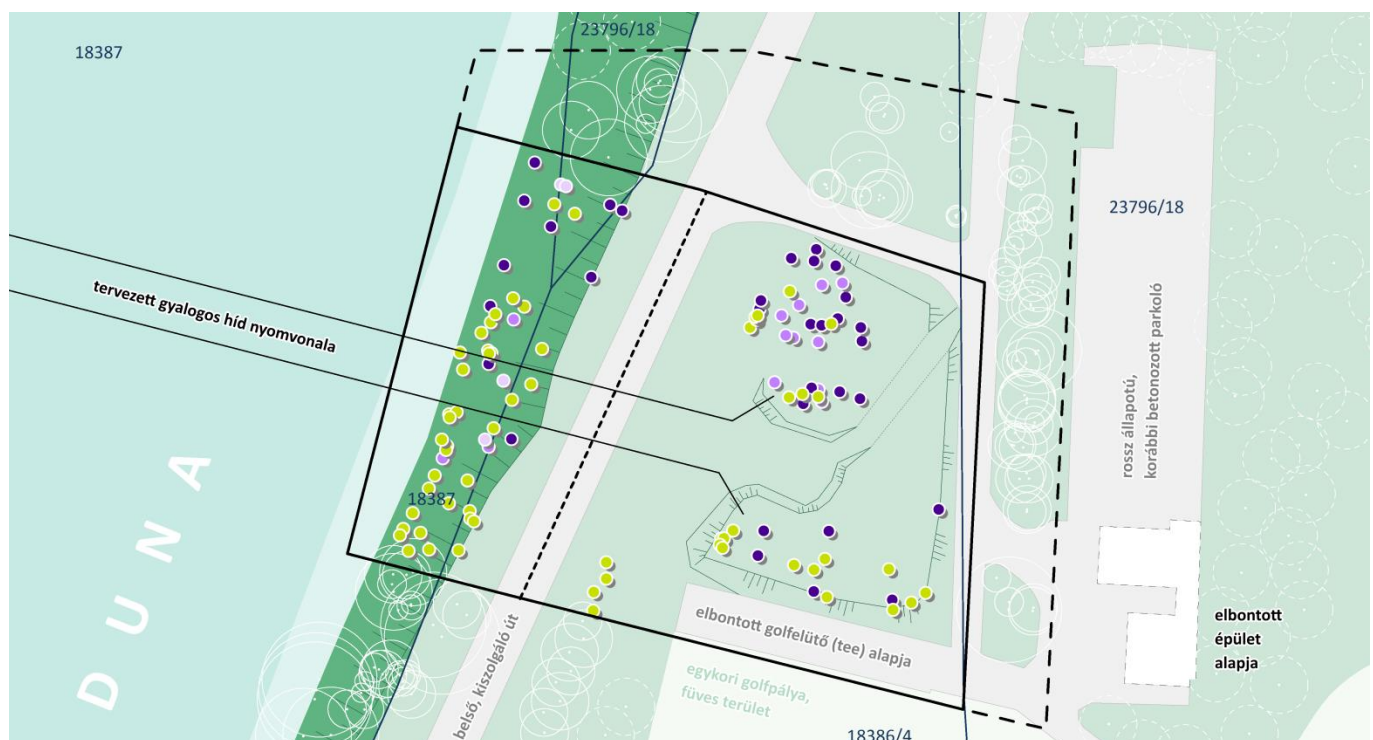 18387
23796/18
23796/18
tervezett gyalogos híd nyomvonala
rossz állapotú,
korábbi betonozott parkoló
DUNA
18387
belső, kiszolgáló út
elbontott golfelütő (tee) alapja
egykori golfpálya,
füves terület
18386/4
elbontott
épület
alapja